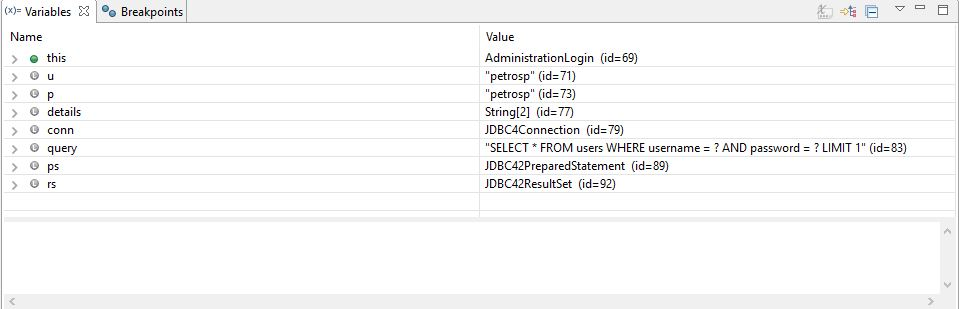 (x)= Variables Breakpoints
Name Value
this AdministrationLogin (id=69)
u "petrosp" (id=71)
p "petrosp" (id=73)
details String[2] (id=77)
conn JDBC4Connection (id=79)
query "SELECT * FROM users WHERE username = ? AND password = ? LIMIT 1" (id=83)
ps JDBC42PreparedStatement (id=89)
rs JDBC42ResultSet (id=92)